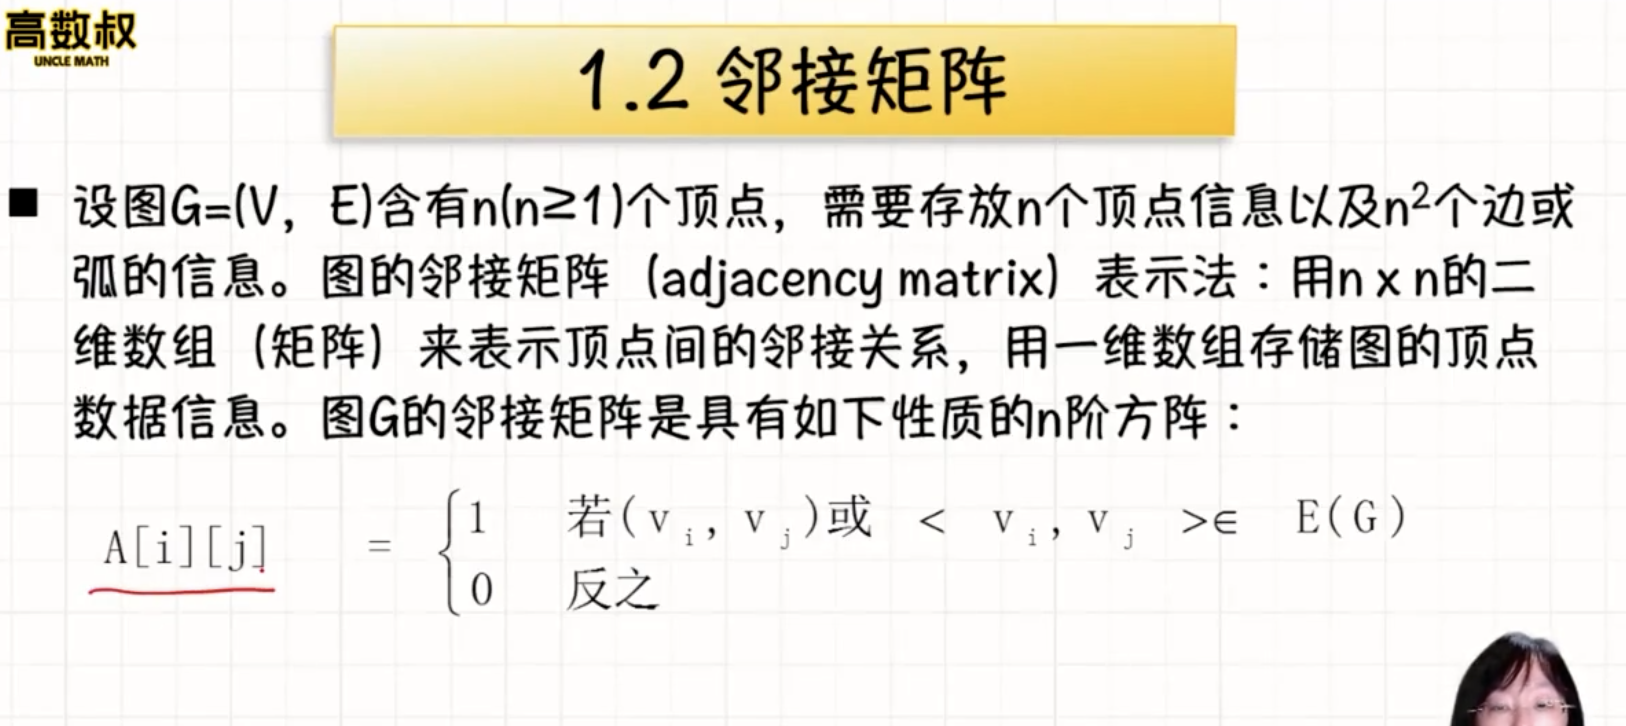 高数叔
UNCLE MATH
1.2 邻接矩阵
■ 设图G=(V，E)含有n(n≥1)个顶点，需要存放n个顶点信息以及n²个边或
弧的信息。图的邻接矩阵（adjacency matrix）表示法：用n x n的二
维数组（矩阵）来表示顶点间的邻接关系，用一维数组存储图的顶点
数据信息。图G的邻接矩阵是具有如下性质的n阶方阵：
A[i][j] = { 1 若(v_i, v_j)或 < v_i, v_j >∈ E(G)
0 反之